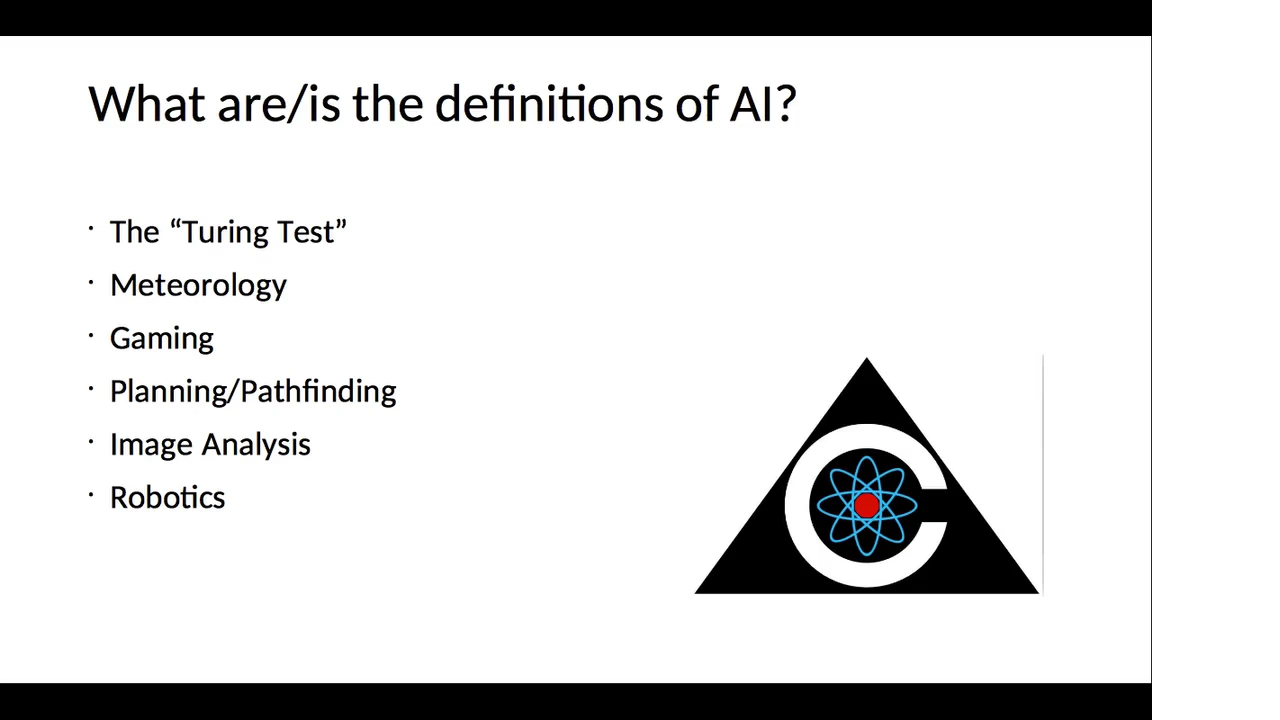 What are/is the definitions of AI?
· The “Turing Test”
· Meteorology
· Gaming
· Planning/Pathfinding
· Image Analysis
· Robotics
C